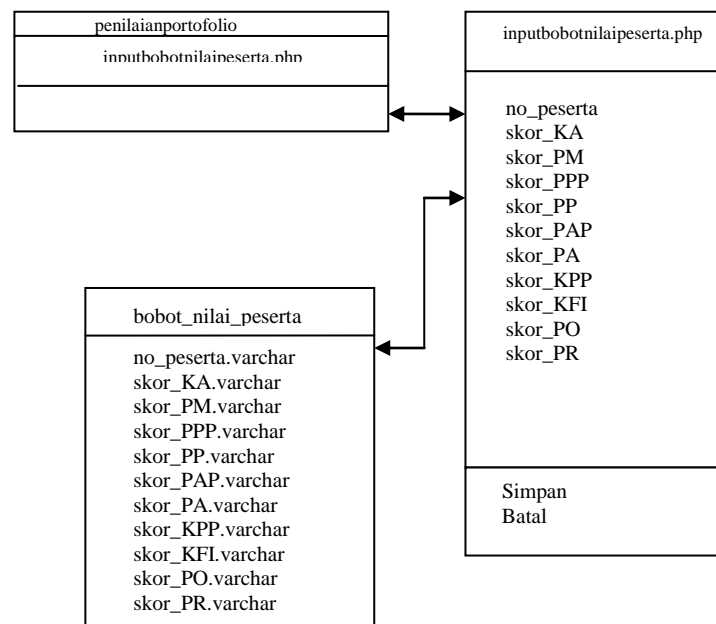 penilaianportofolio
inputbobotnilaipeserta.php
inputbobotnilaipeserta.php
no_peserta
skor_KA
skor_PM
skor_PPP
skor_PP
skor_PAP
skor_PA
skor_KPP
skor_KFI
skor_PO
skor_PR
Simpan
Batal
bobot_nilai_peserta
no_peserta.varchar
skor_KA.varchar
skor_PM.varchar
skor_PPP.varchar
skor_PP.varchar
skor_PAP.varchar
skor_PA.varchar
skor_KPP.varchar
skor_KFI.varchar
skor_PO.varchar
skor_PR.varchar